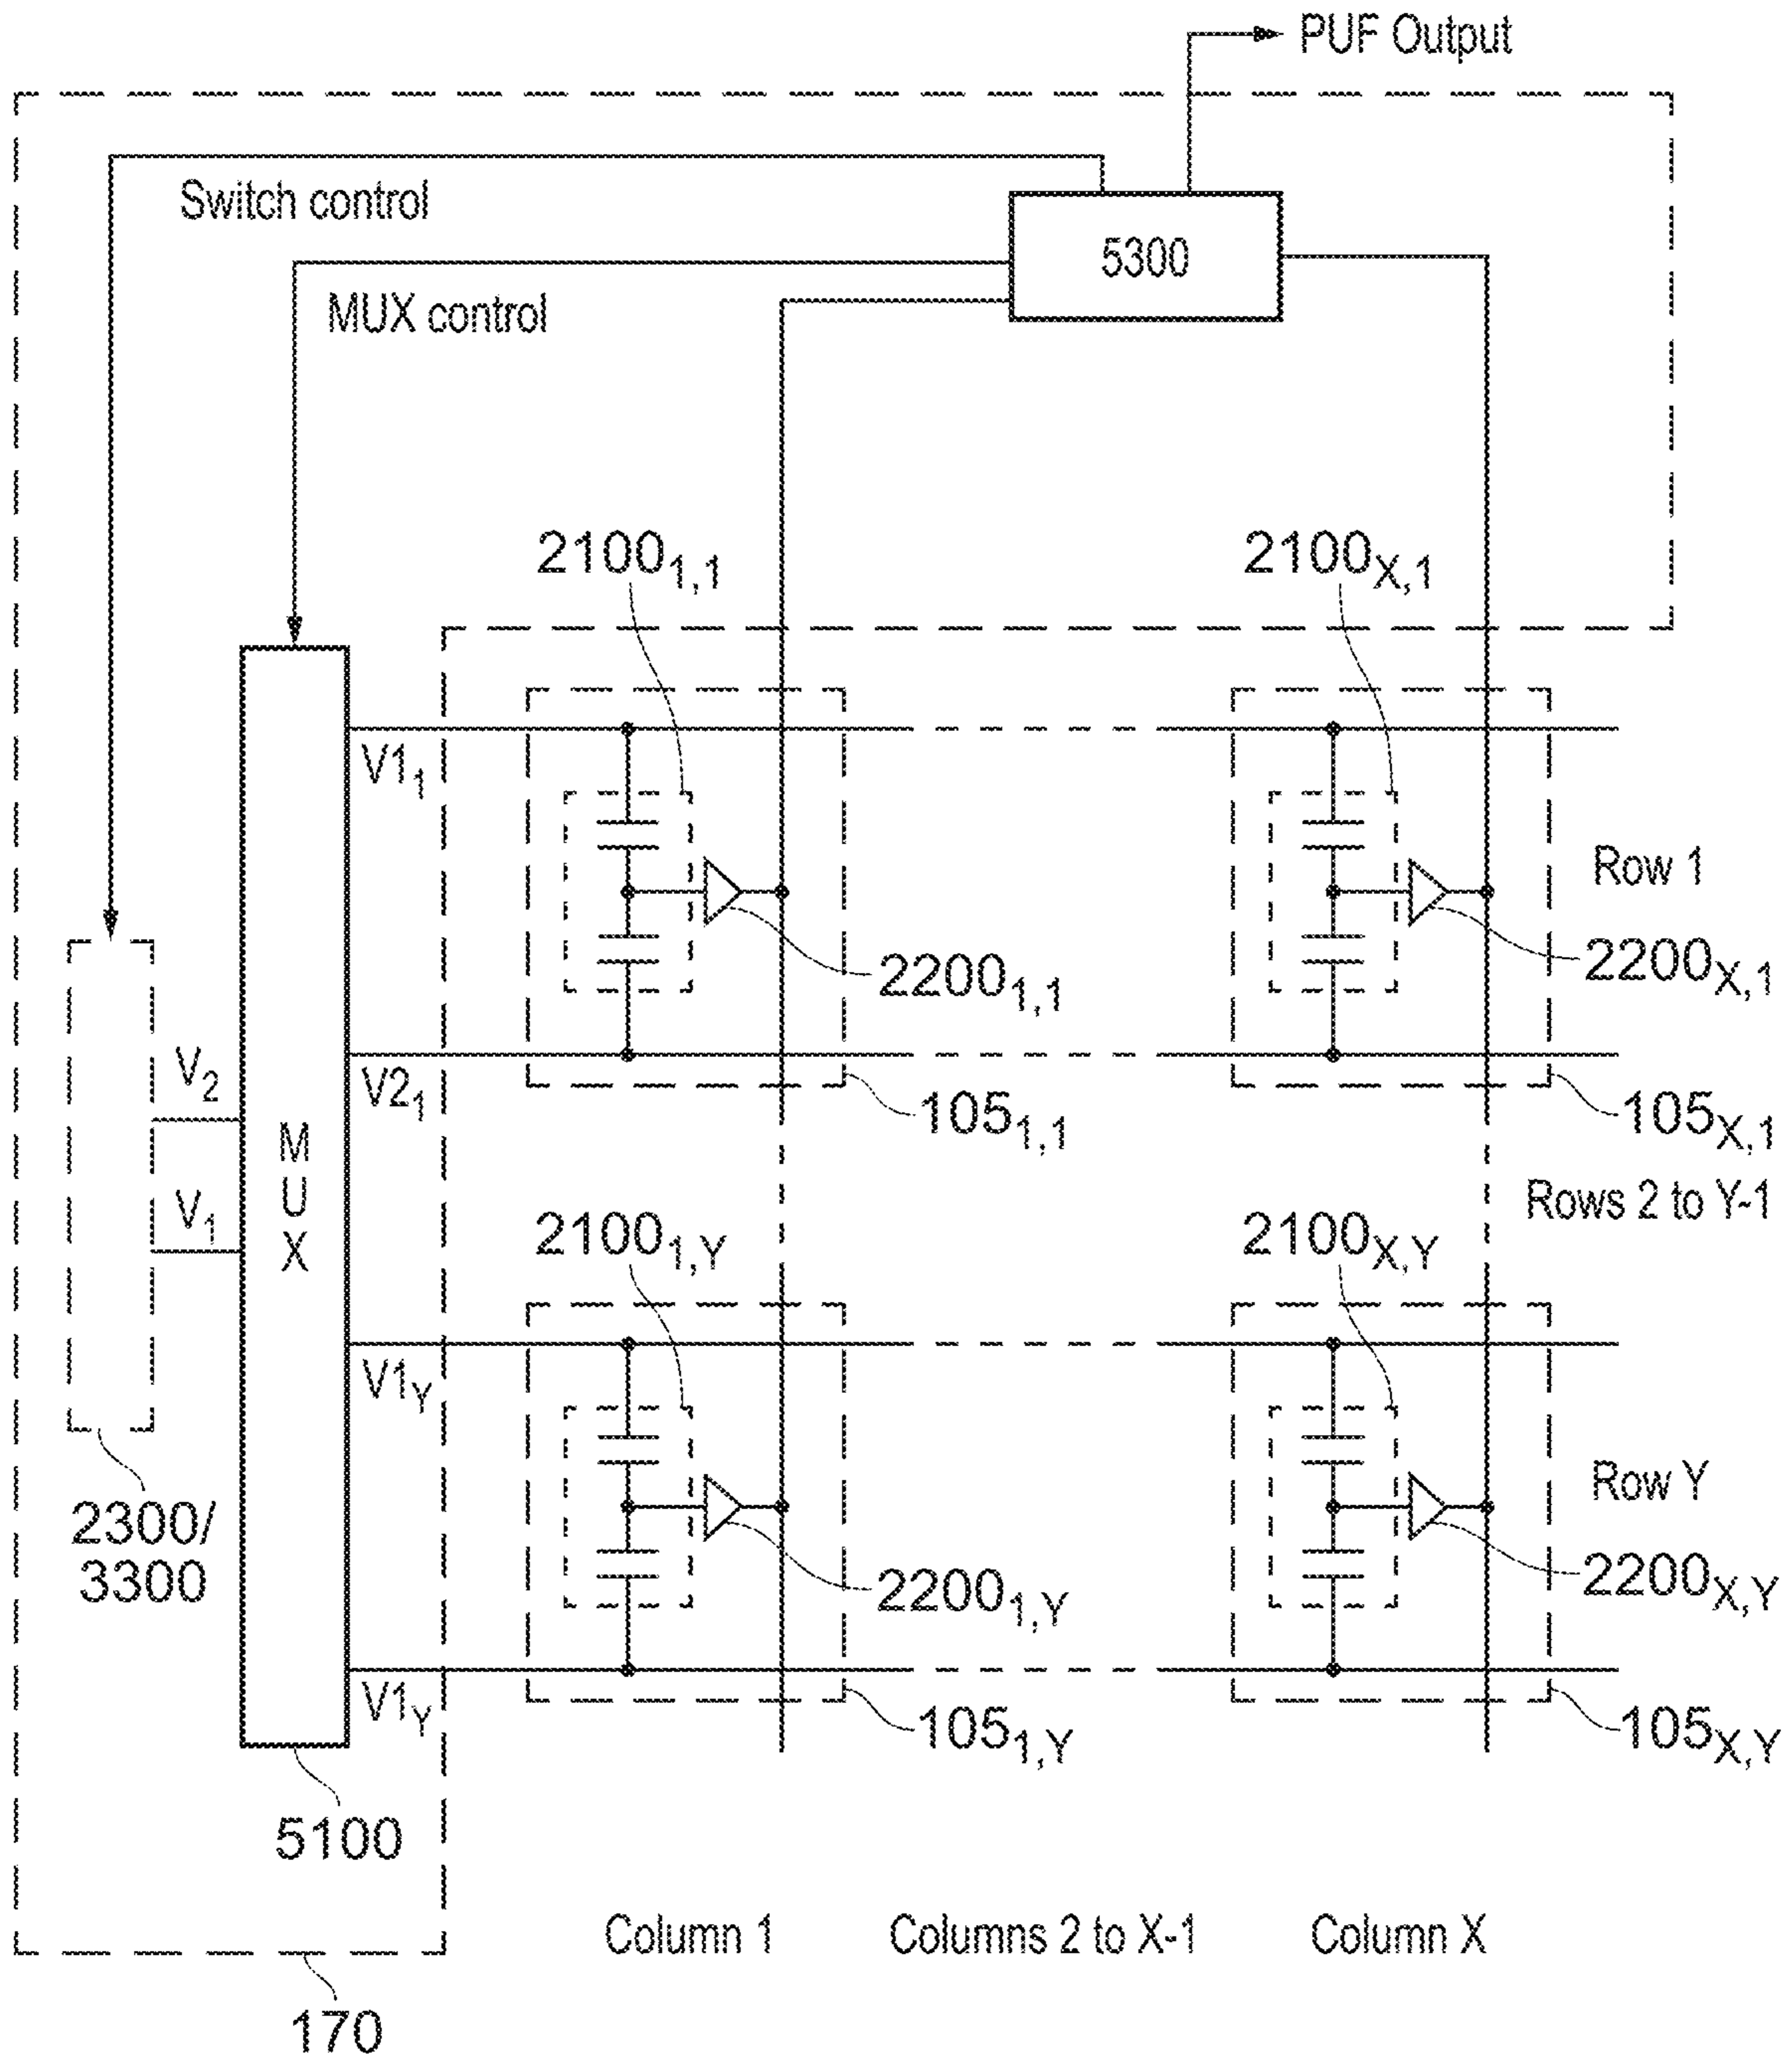 PUF Output
Switch control
5300
MUX control
21001,1
2100X,1
V11
Row 1
22001,1
2200X,1
V2
V21
1051,1
105X,1
MUX
V1
Rows 2 to Y-1
21001,Y
2100X,Y
V1Y
Row Y
2300/
3300
22001,Y
2200X,Y
V1Y
1051,Y
105X,Y
5100
Column 1
Columns 2 to X-1
Column X
170